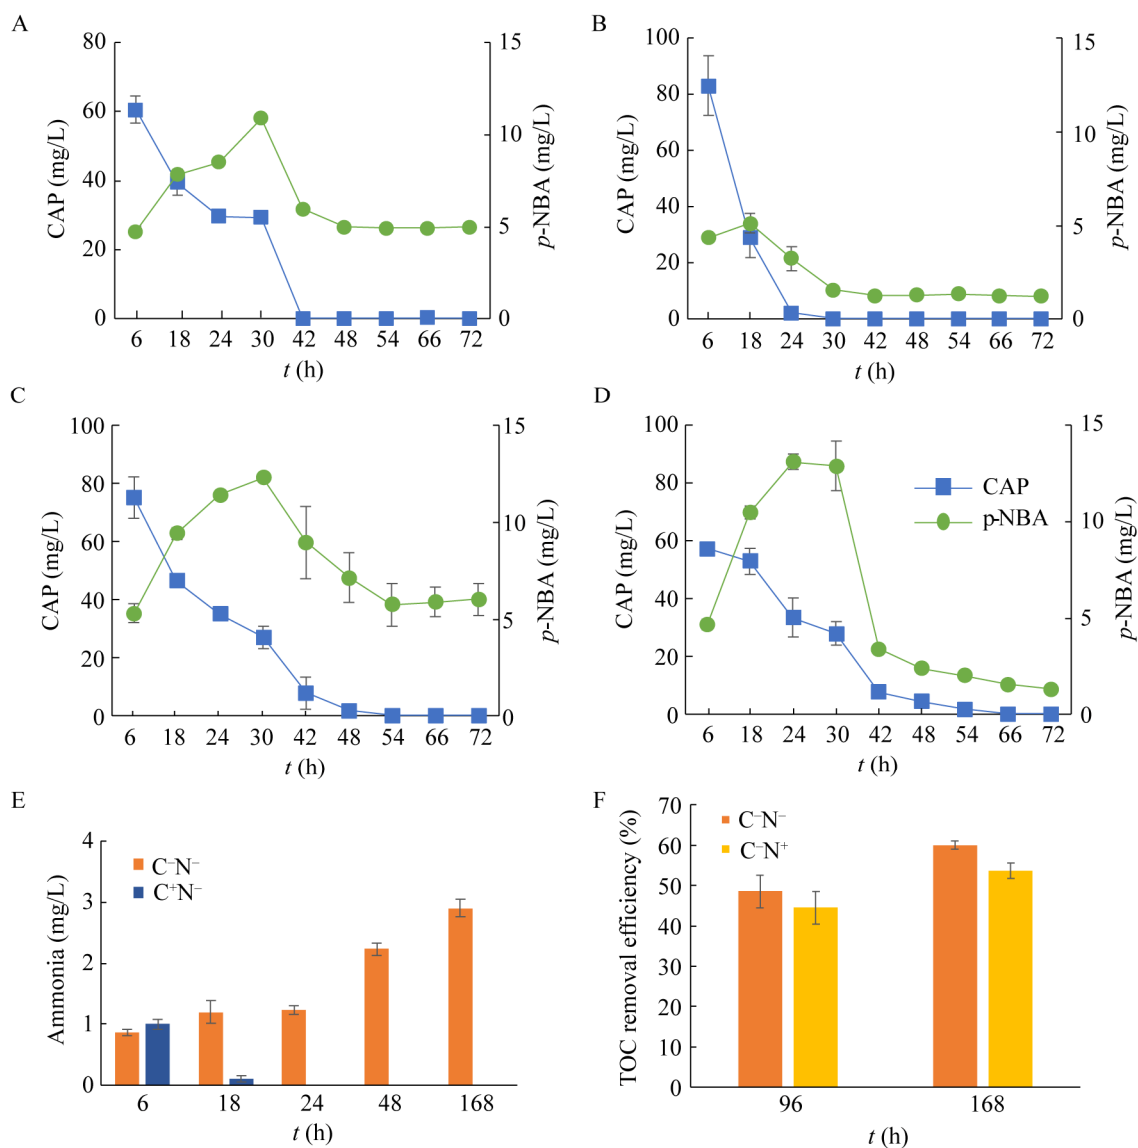 A
80
60
40
20
0
CAP (mg/L)
15
10
5
0
p-NBA (mg/L)
6 18 24 30 42 48 54 66 72
t (h)
B
100
80
60
40
20
0
CAP (mg/L)
15
10
5
0
p-NBA (mg/L)
6 18 24 30 42 48 54 66 72
t (h)
C
100
80
60
40
20
0
CAP (mg/L)
15
10
5
0
p-NBA (mg/L)
6 18 24 30 42 48 54 66 72
t (h)
D
100
80
60
40
20
0
CAP (mg/L)
CAP
p-NBA
15
10
5
0
p-NBA (mg/L)
6 18 24 30 42 48 54 66 72
t (h)
E
4
3
2
1
0
Ammonia (mg/L)
C⁻N⁻
C⁺N⁻
6 18 24 48 168
t (h)
F
70
60
50
40
30
20
10
0
TOC removal efficiency (%)
C⁻N⁻
C⁻N⁺
96 168
t (h)